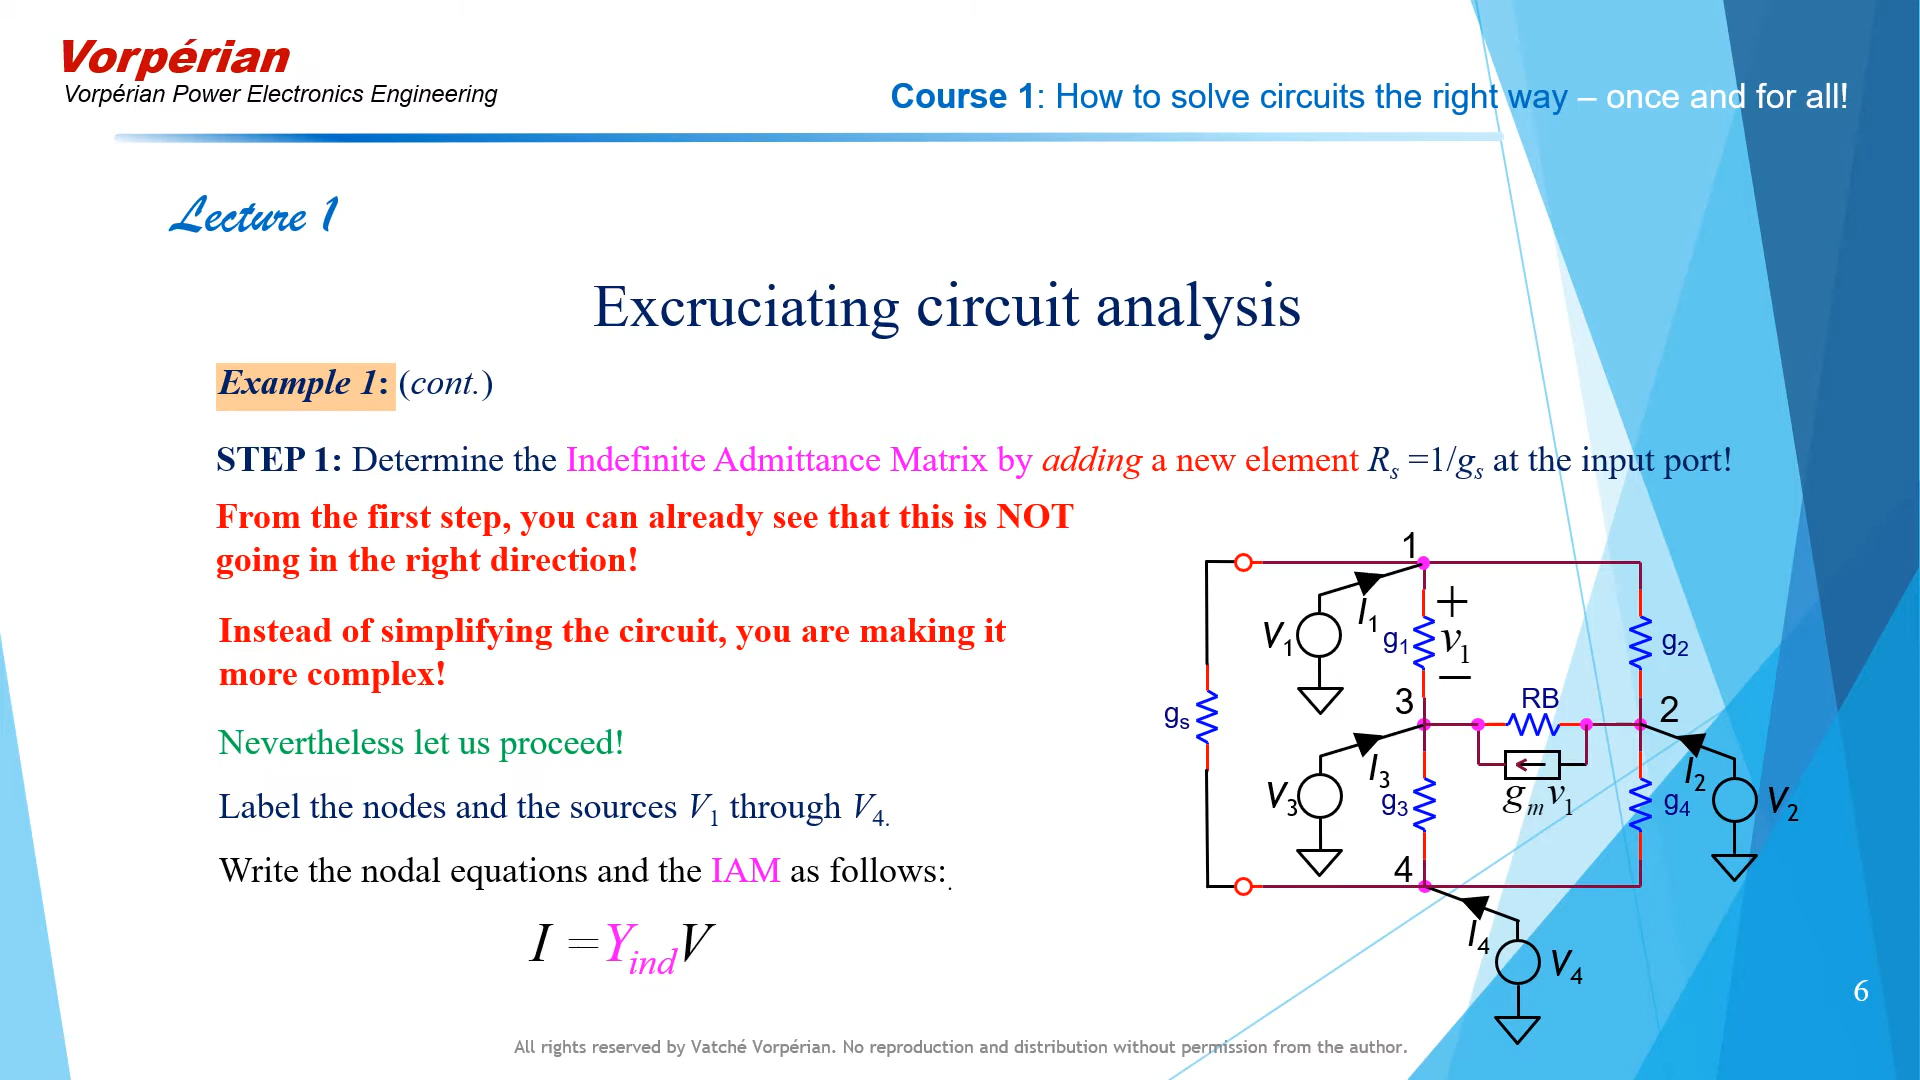 Vorpérian
Vorpérian Power Electronics Engineering
Course 1: How to solve circuits the right way – once and for all!
Lecture 1
Excruciating circuit analysis
Example 1: (cont.)
STEP 1: Determine the Indefinite Admittance Matrix by adding a new element Rs =1/gs at the input port!
From the first step, you can already see that this is NOT
going in the right direction!
Instead of simplifying the circuit, you are making it
more complex!
Nevertheless let us proceed!
Label the nodes and the sources V1 through V4.
Write the nodal equations and the IAM as follows:.
I =YindV
1
I1
V1
g1
+
v1
−
g2
gs
3
RB
2
I3
V3
g3
gmv1
I2
g4
V2
4
I4
V4
6
All rights reserved by Vatché Vorpérian. No reproduction and distribution without permission from the author.